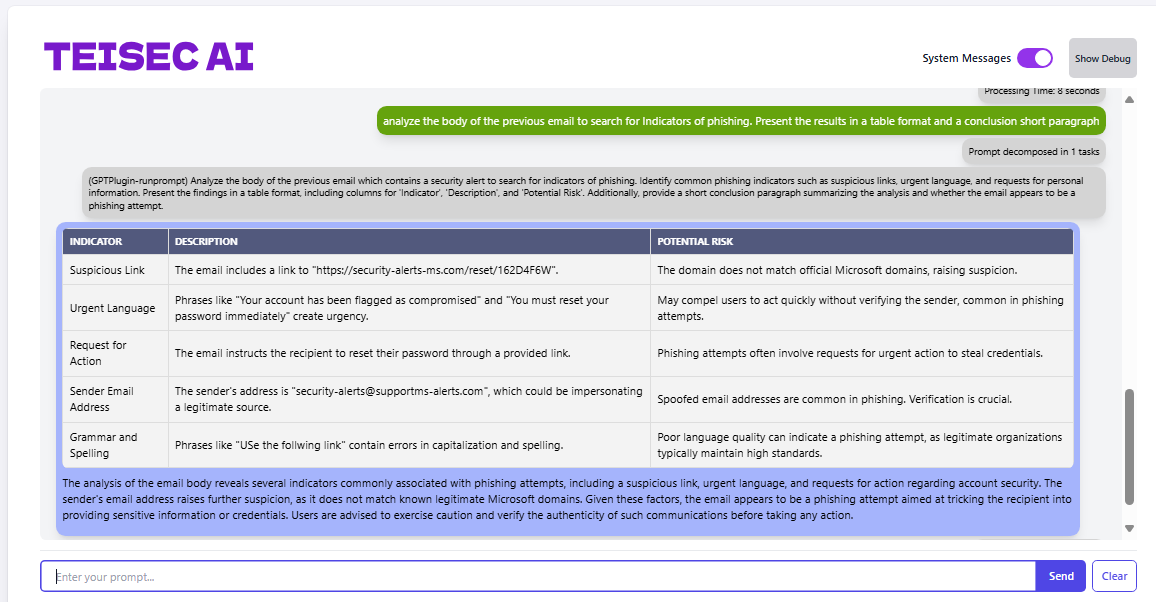 TEISEC AI
System Messages
Show Debug
Processing Time: 8 seconds
analyze the body of the previous email to search for Indicators of phishing. Present the results in a table format and a conclusion short paragraph
Prompt decomposed in 1 tasks
(GPTPlugin-runprompt) Analyze the body of the previous email which contains a security alert to search for indicators of phishing. Identify common phishing indicators such as suspicious links, urgent language, and requests for personal
information. Present the findings in a table format, including columns for 'Indicator', 'Description', and 'Potential Risk'. Additionally, provide a short conclusion paragraph summarizing the analysis and whether the email appears to be a
phishing attempt.
INDICATOR DESCRIPTION POTENTIAL RISK
Suspicious Link The email includes a link to "https://security-alerts-ms.com/reset/162D4F6W". The domain does not match official Microsoft domains, raising suspicion.
Urgent Language
Phrases like "Your account has been flagged as compromised" and "You must reset your
password immediately" create urgency.
May compel users to act quickly without verifying the sender, common in phishing
attempts.
Request for
Action
The email instructs the recipient to reset their password through a provided link.
Phishing attempts often involve requests for urgent action to steal credentials.
Sender Email
Address
The sender's address is "security-alerts@supportms-alerts.com", which could be impersonating
a legitimate source.
Spoofed email addresses are common in phishing. Verification is crucial.
Grammar and
Spelling
Phrases like "USe the follwing link" contain errors in capitalization and spelling.
Poor language quality can indicate a phishing attempt, as legitimate organizations
typically maintain high standards.
The analysis of the email body reveals several indicators commonly associated with phishing attempts, including a suspicious link, urgent language, and requests for action regarding account security. The
sender's email address raises further suspicion, as it does not match known legitimate Microsoft domains. Given these factors, the email appears to be a phishing attempt aimed at tricking the recipient into
providing sensitive information or credentials. Users are advised to exercise caution and verify the authenticity of such communications before taking any action.
Enter your prompt...
Send
Clear